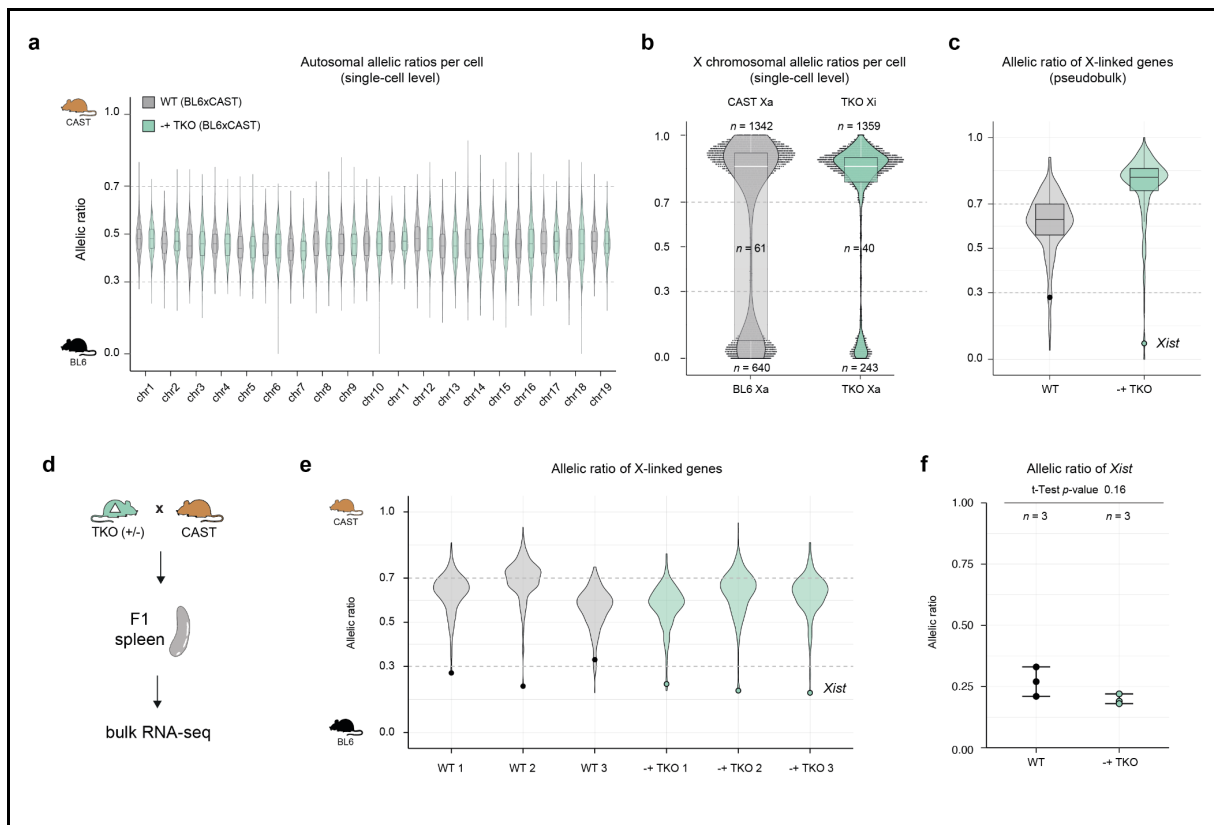 a
Autosomal allelic ratios per cell
(single-cell level)
CAST
WT (BL6xCAST)
-+ TKO (BL6xCAST)
Allelic ratio
1.0
0.7
0.5
0.3
0.0
BL6
chr1
chr2
chr3
chr4
chr5
chr6
chr7
chr8
chr9
chr10
chr11
chr12
chr13
chr14
chr15
chr16
chr17
chr18
chr19
b
X chromosomal allelic ratios per cell
(single-cell level)
CAST Xa
TKO Xi
n = 1342
n = 1359
1.0
0.7
0.5
0.3
0.0
n = 61
n = 40
n = 640
n = 243
BL6 Xa
TKO Xa
c
Allelic ratio of X-linked genes
(pseudobulk)
1.0
0.7
0.5
0.3
0.0
Xist
WT
-+ TKO
d
TKO (+/-)
x
CAST
F1
spleen
bulk RNA-seq
e
Allelic ratio of X-linked genes
CAST
Allelic ratio
1.0
0.7
0.5
0.3
0.0
BL6
Xist
WT 1
WT 2
WT 3
-+ TKO 1
-+ TKO 2
-+ TKO 3
f
Allelic ratio of Xist
t-Test p-value 0.16
n = 3
n = 3
Allelic ratio
1.00
0.75
0.50
0.25
0.00
WT
-+ TKO